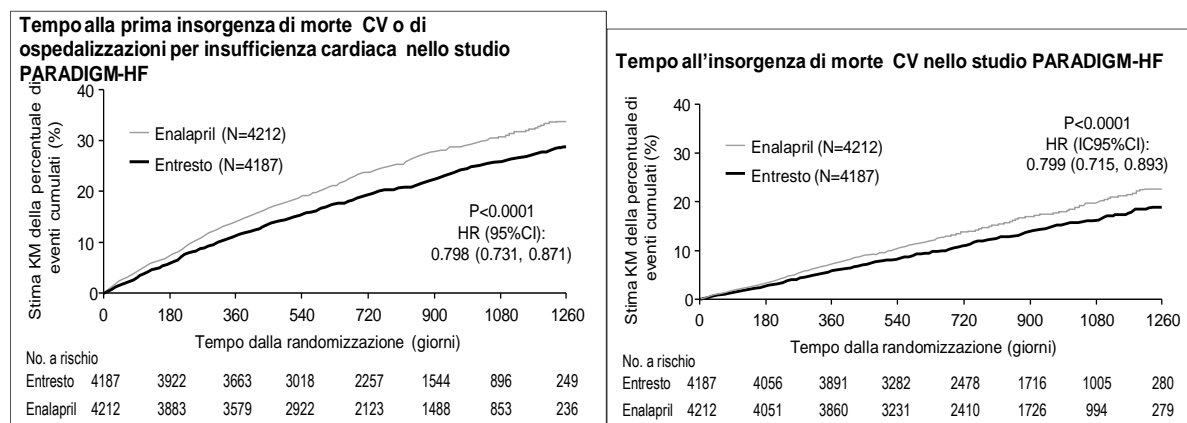 Tempo alla prima insorgenza di morte CV o di
ospedalizzazioni per insufficienza cardiaca nello studio
PARADIGM-HF
Stima KM della percentuale di
eventi cumulati (%)
40
30
20
10
0
Enalapril (N=4212)
Entresto (N=4187)
P<0.0001
HR (95%CI):
0.798 (0.731, 0.871)
0 180 360 540 720 900 1080 1260
Tempo dalla randomizzazione (giorni)
No. a rischio
Entresto 4187 3922 3663 3018 2257 1544 896 249
Enalapril 4212 3883 3579 2922 2123 1488 853 236
Tempo all'insorgenza di morte CV nello studio PARADIGM-HF
Stima KM della percentuale di
eventi cumulati (%)
40
30
20
10
0
Enalapril (N=4212)
Entresto (N=4187)
P<0.0001
HR (IC95%CI):
0.799 (0.715, 0.893)
0 180 360 540 720 900 1080 1260
Tempo dalla randomizzazione (giorni)
No. a rischio
Entresto 4187 4056 3891 3282 2478 1716 1005 280
Enalapril 4212 4051 3860 3231 2410 1726 994 279